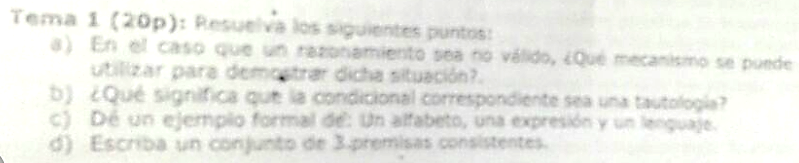 Tema 1 (20p): Resuelva los siguientes puntos:
a) En el caso que un razonamiento sea no válido, ¿Qué mecanismo se puede
utilizar para demostrar dicha situación?.
b) ¿Qué significa que la condicional correspondiente sea una tautología?
c) Dé un ejemplo formal de: Un alfabeto, una expresión y un lenguaje.
d) Escriba un conjunto de 3 premisas consistentes.